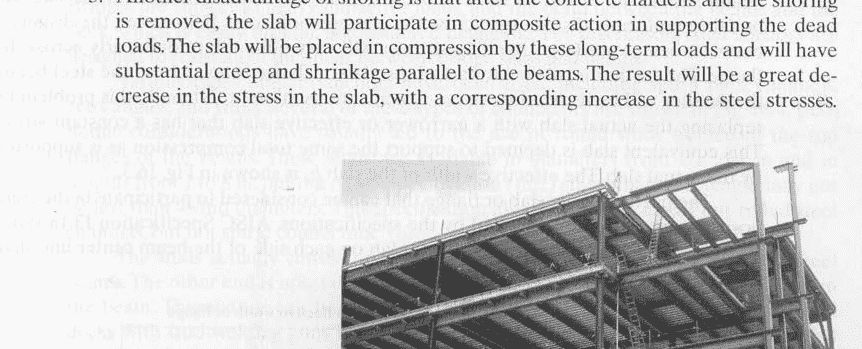 3. Another disadvantage of shoring is that after the concrete hardens and the shoring
is removed, the slab will participate in composite action in supporting the dead
loads. The slab will be placed in compression by these long-term loads and will have
substantial creep and shrinkage parallel to the beams. The result will be a great de-
crease in the stress in the slab, with a corresponding increase in the steel stresses.